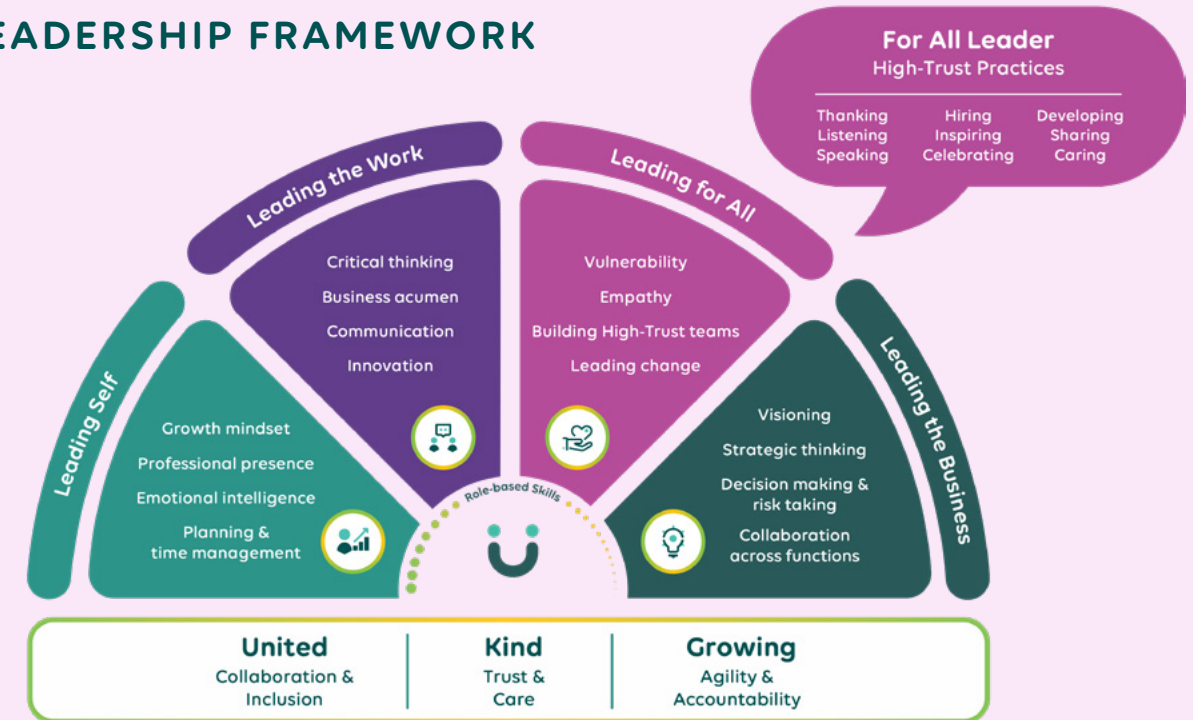 EADERSHIP FRAMEWORK
For All Leader
High-Trust Practices
Thanking Hiring Developing
Listening Inspiring Sharing
Speaking Celebrating Caring
Leading Self
Growth mindset
Professional presence
Emotional intelligence
Planning &
time management
Leading the Work
Critical thinking
Business acumen
Communication
Innovation
Leading for All
Vulnerability
Empathy
Building High-Trust teams
Leading change
Leading the Business
Visioning
Strategic thinking
Decision making &
risk taking
Collaboration
across functions
Role-based Skills
United
Collaboration &
Inclusion
Kind
Trust &
Care
Growing
Agility &
Accountability